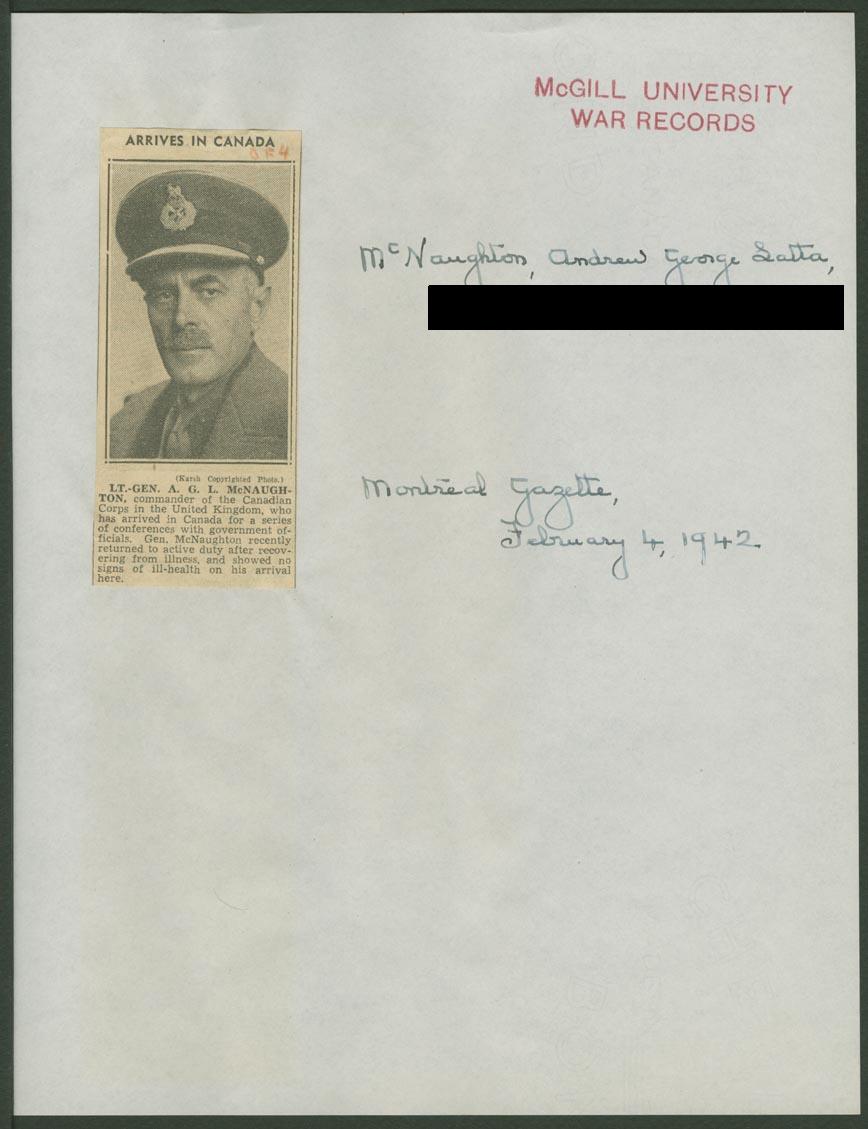 McGILL UNIVERSITY
WAR RECORDS
ARRIVES IN CANADA
GF4
(Karsh Copyrighted Photo.)
LT.-GEN. A. G. L. McNAUGH-
TON, commander of the Canadian
Corps in the United Kingdom, who
has arrived in Canada for a series
of conferences with government of-
ficials. Gen. McNaughton recently
returned to active duty after recov-
ering from illness, and showed no
signs of ill-health on his arrival
here.
McNaughton, Andrew George Latta,
Montreal Gazette,
February 4, 1942